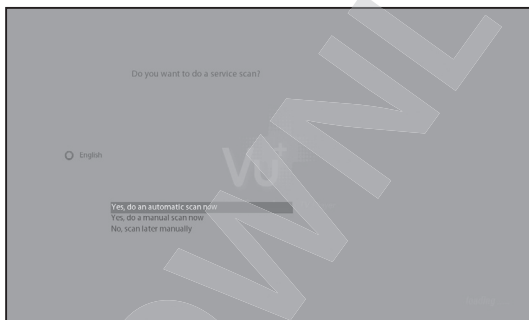 Do you want to do a service scan?
English
Vu+
Yes, do an automatic scan now
Yes, do a manual scan now
No, scan later manually